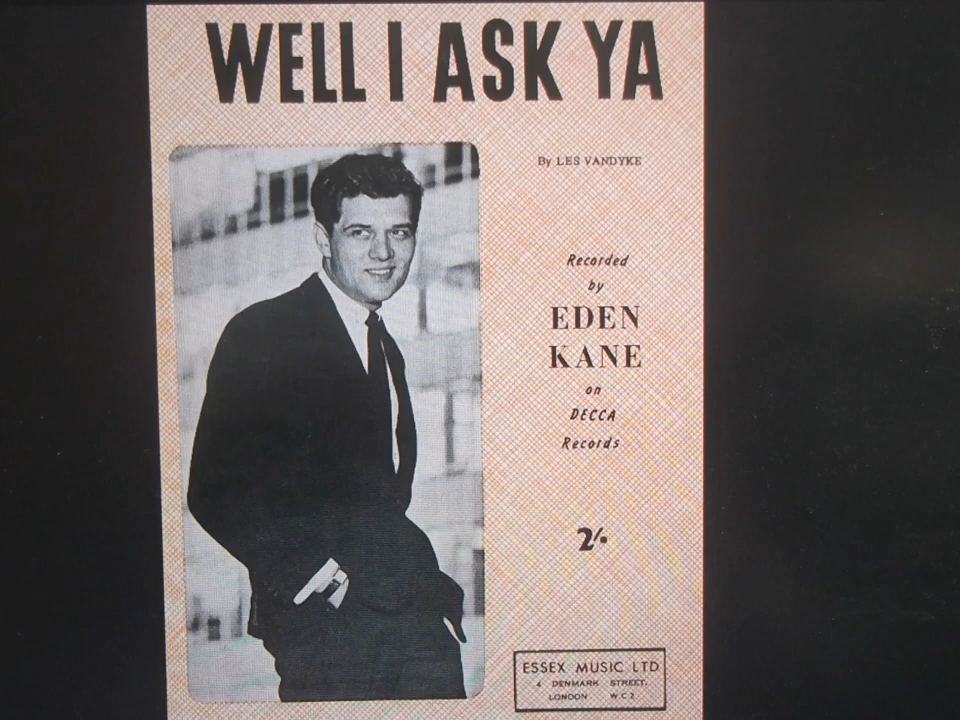 WELL I ASK YA
By LES VANDYKE
Recorded
by
EDEN
KANE
on
DECCA
Records
2/-
ESSEX MUSIC LTD
4 DENMARK STREET.
LONDON WC2